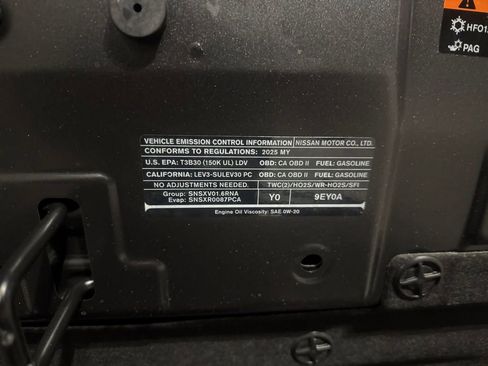 HFO1
PAG
VEHICLE EMISSION CONTROL INFORMATION NISSAN MOTOR CO., LTD.
CONFORMS TO REGULATIONS: 2025 MY
U.S. EPA: T3B30 (150K UL) LDV OBD: CA OBD II FUEL: GASOLINE
CALIFORNIA: LEV3-SULEV30 PC OBD: CA OBD II FUEL: GASOLINE
NO ADJUSTMENTS NEEDED. TWC(2)/HO2S/WR-HO2S/SFI
Group: SNSXV01.6RNA
Evap: SNSXR0087PCA
Y0 9EY0A
Engine Oil Viscosity: SAE 0W-20